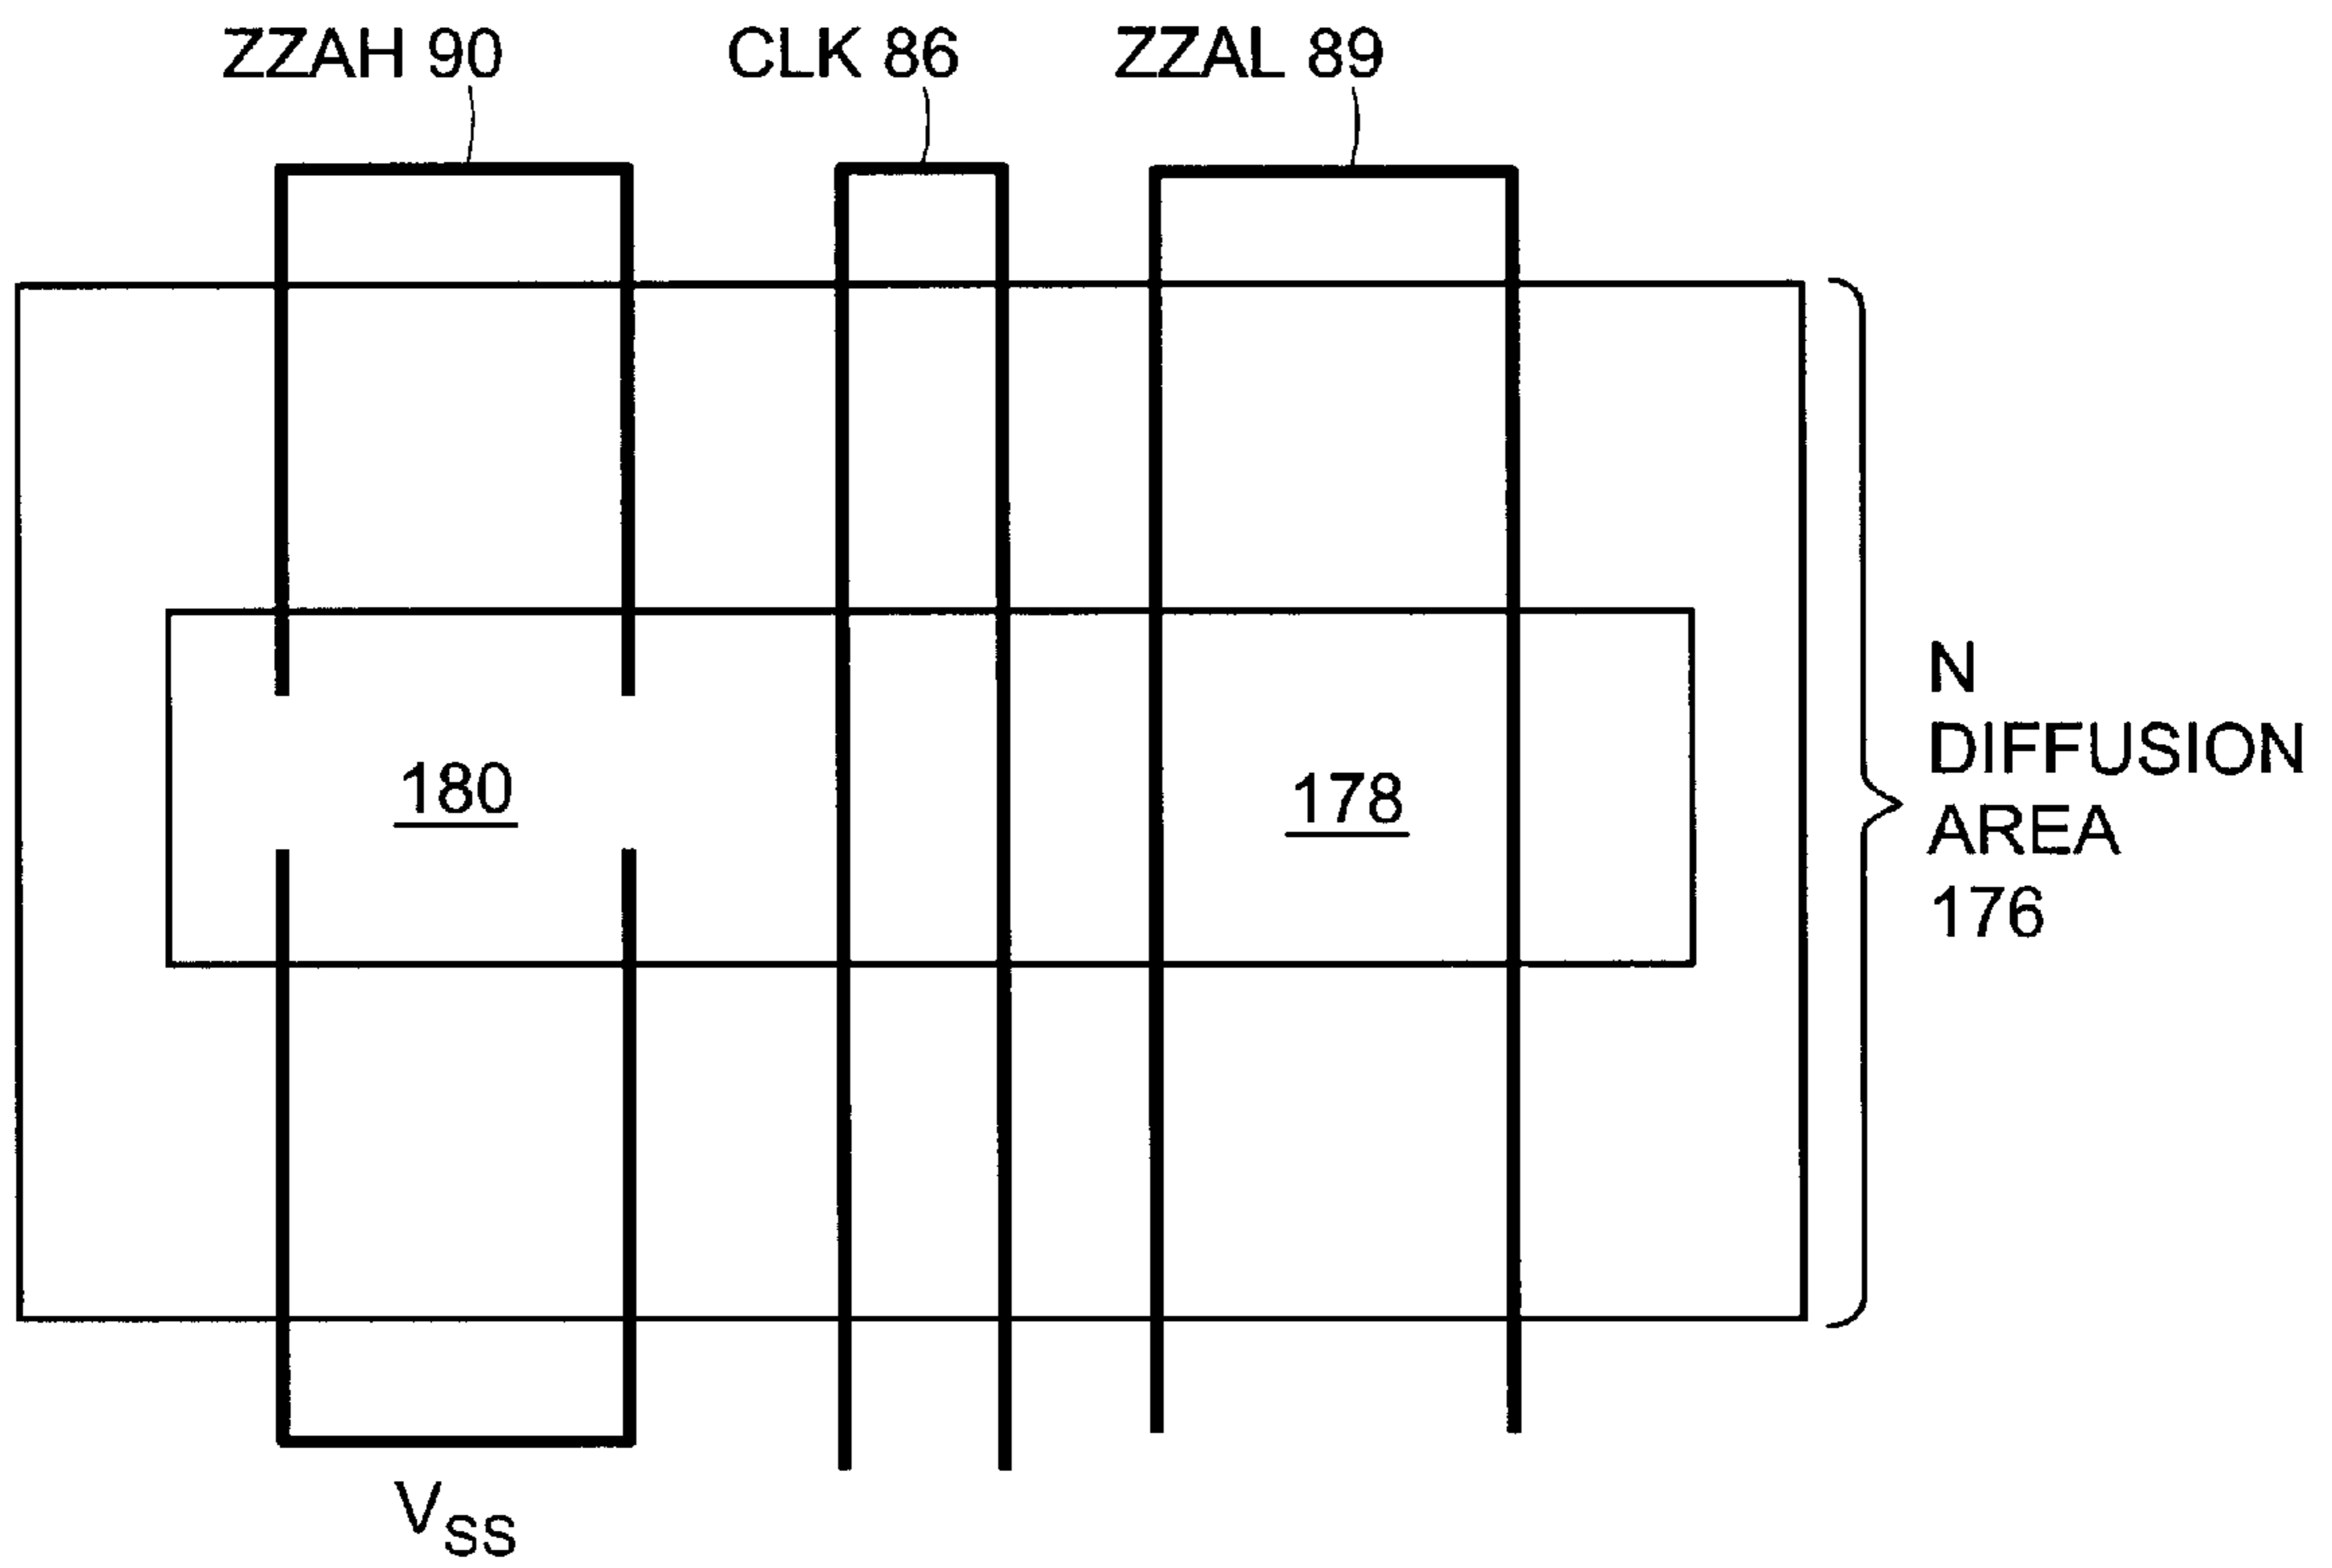 ZZAH 90
CLK 86
ZZAL 89
180
178
N
DIFFUSION
AREA
176
VSS